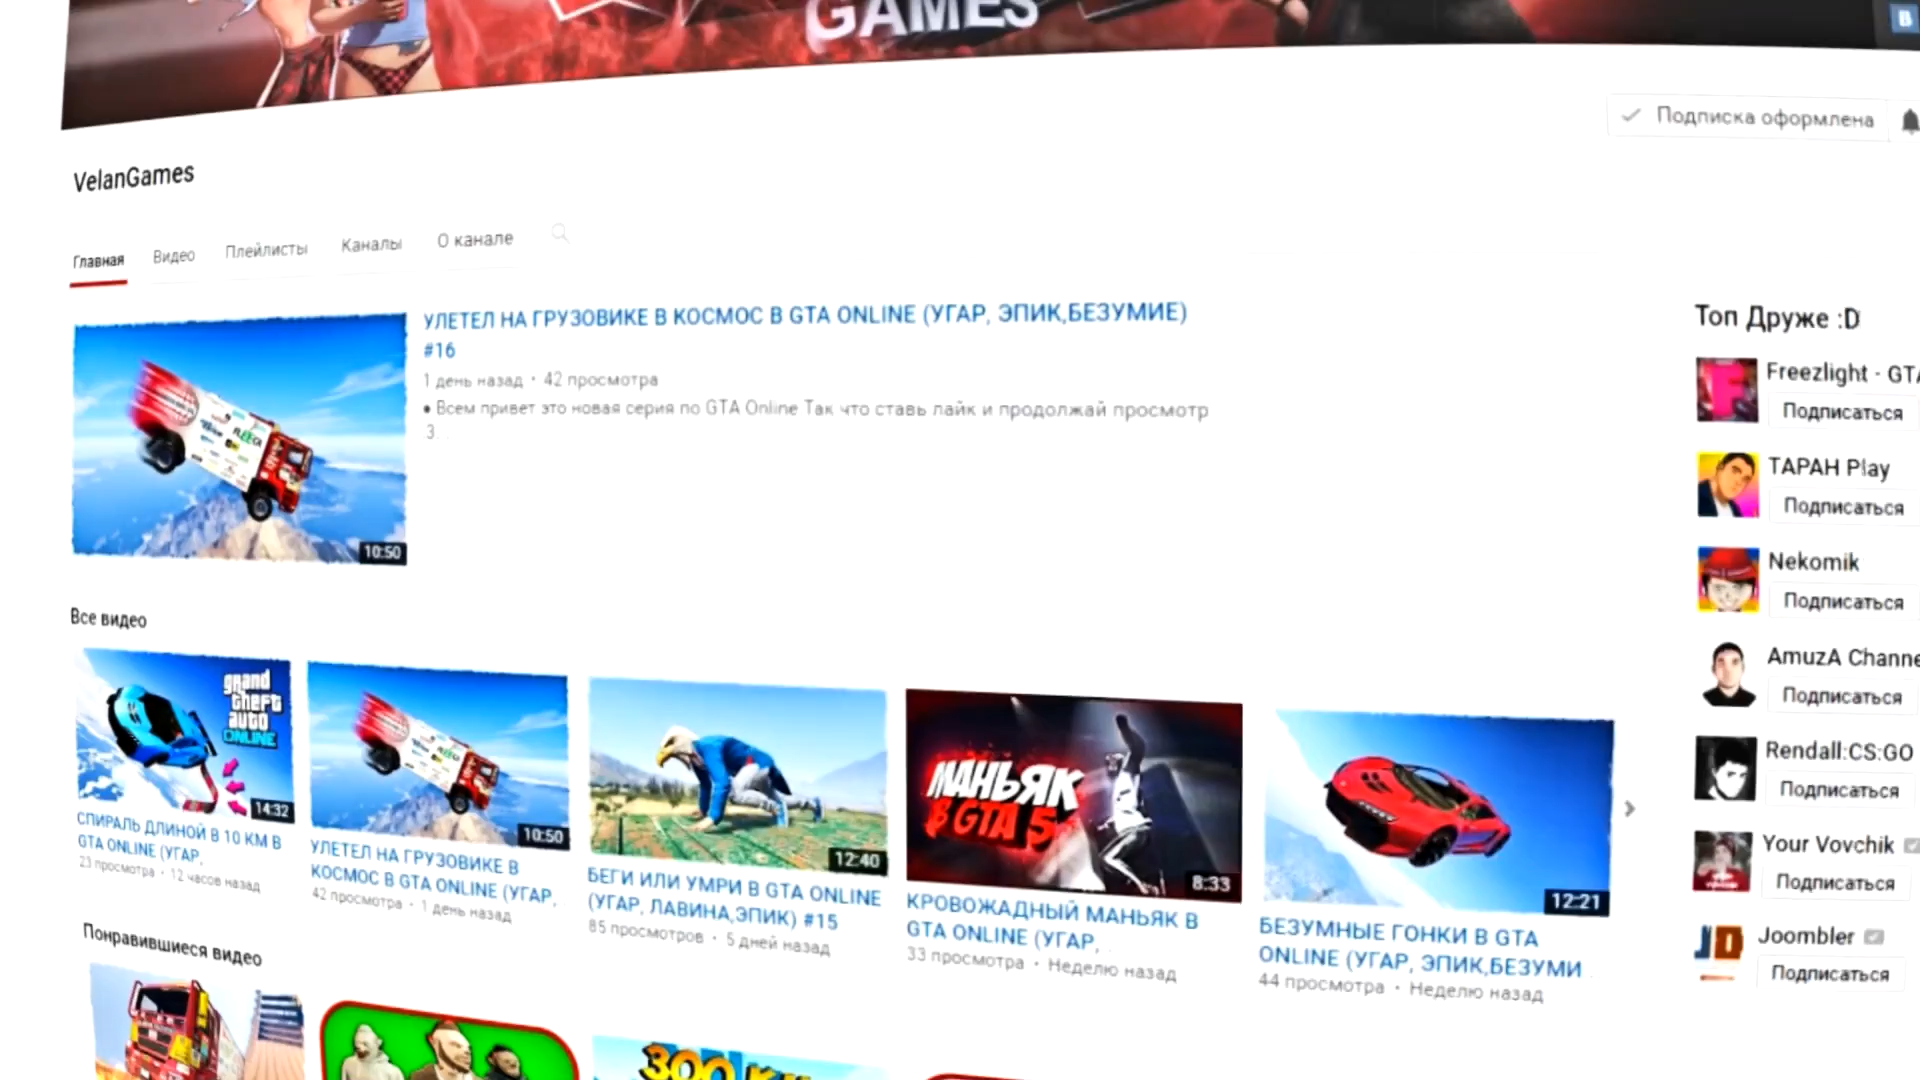 GAMES
Подписка оформлена
VelanGames
Главная Видео Плейлисты Каналы О канале
УЛЕТЕЛ НА ГРУЗОВИКЕ В КОСМОС В GTA ONLINE (УГАР, ЭПИК,БЕЗУМИЕ)
#16
1 день назад • 42 просмотра
• Всем привет это новая серия по GTA Online Так что ставь лайк и продолжай просмотр
3.
10:50
Топ Друже :D
Freezlight - GTA
Подписаться
ТАРАН Play
Подписаться
Nekomik
Подписаться
AmuzA Channe
Подписаться
Rendall:CS:GO
Подписаться
Your Vovchik
Подписаться
Joombler
Подписаться
Все видео
grand
theft
auto
ONLINE
14:32
СПИРАЛЬ ДЛИНОЙ В 10 КМ В
GTA ONLINE (УГАР,
23 просмотра • 12 часов назад
10:50
УЛЕТЕЛ НА ГРУЗОВИКЕ В
КОСМОС В GTA ONLINE (УГАР,
42 просмотра • 1 день назад
12:40
БЕГИ ИЛИ УМРИ В GTA ONLINE
(УГАР, ЛАВИНА,ЭПИК) #15
85 просмотров • 5 дней назад
МАНЬЯК
В GTA 5
8:33
КРОВОЖАДНЫЙ МАНЬЯК В
GTA ONLINE (УГАР,
33 просмотра • Неделю назад
12:21
БЕЗУМНЫЕ ГОНКИ В GTA
ONLINE (УГАР, ЭПИК,БЕЗУМИ
44 просмотра • Неделю назад
Понравившиеся видео